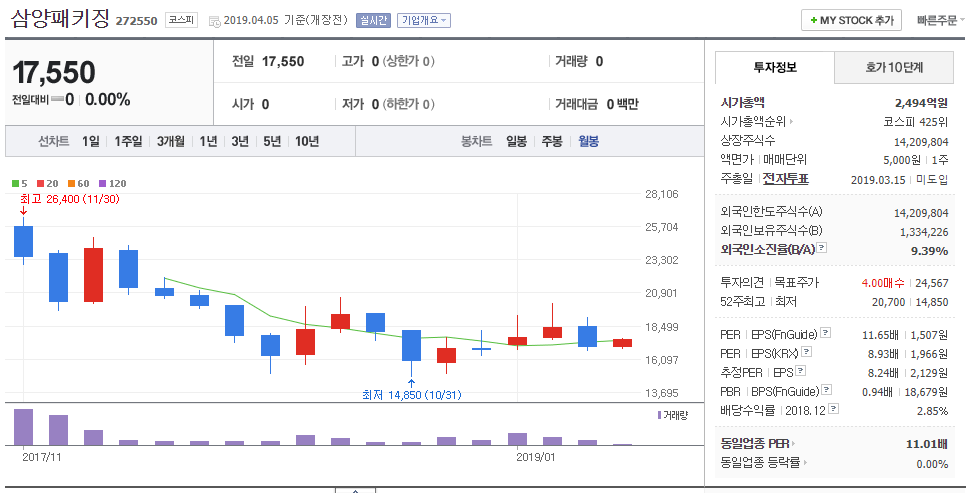 삼양패키징 272550 코스피 2019.04.05 기준(개장전) 실시간 기업개요
+ MY STOCK 추가 빠른주문
17,550
전일대비 0 0.00%
전일 17,550 고가 0 (상한가 0) 거래량 0
시가 0 저가 0 (하한가 0) 거래대금 0 백만
선차트 1일 1주일 3개월 1년 3년 5년 10년 봉차트 일봉 주봉 월봉
5 20 60 120
최고 26,400 (11/30)
28,106
25,704
23,302
20,901
18,499
16,097
13,695
최저 14,850 (10/31)
거래량
2017/11 2019/01
투자정보 호가 10단계
시가총액 2,494억원
시가총액순위 코스피 425위
상장주식수 14,209,804
액면가 매매단위 5,000원 1주
주총일 전자투표 2019.03.15 미도입
외국인한도주식수(A) 14,209,804
외국인보유주식수(B) 1,334,226
외국인소진율(B/A) ? 9.39%
투자의견 목표주가 4.00매수 24,567
52주최고 최저 20,700 14,850
PER EPS(FnGuide) ? 11.65배 1,507원
PER EPS(KRX) ? 8.93배 1,966원
추정PER EPS ? 8.24배 2,129원
PBR BPS(FnGuide) ? 0.94배 18,679원
배당수익률 2018.12 ? 2.85%
동일업종 PER 11.01배
동일업종 등락률 0.00%